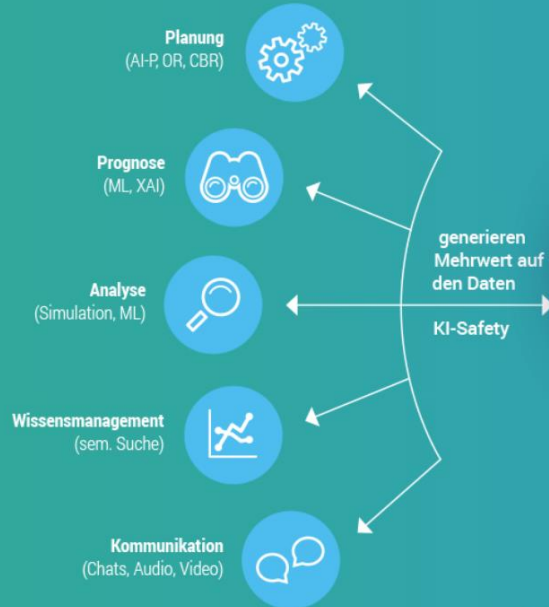 Planung
(AI-P, OR, CBR)
Prognose
(ML, XAI)
Analyse
(Simulation, ML)
Wissensmanagement
(sem. Suche)
Kommunikation
(Chats, Audio, Video)
generieren
Mehrwert auf
den Daten
KI-Safety